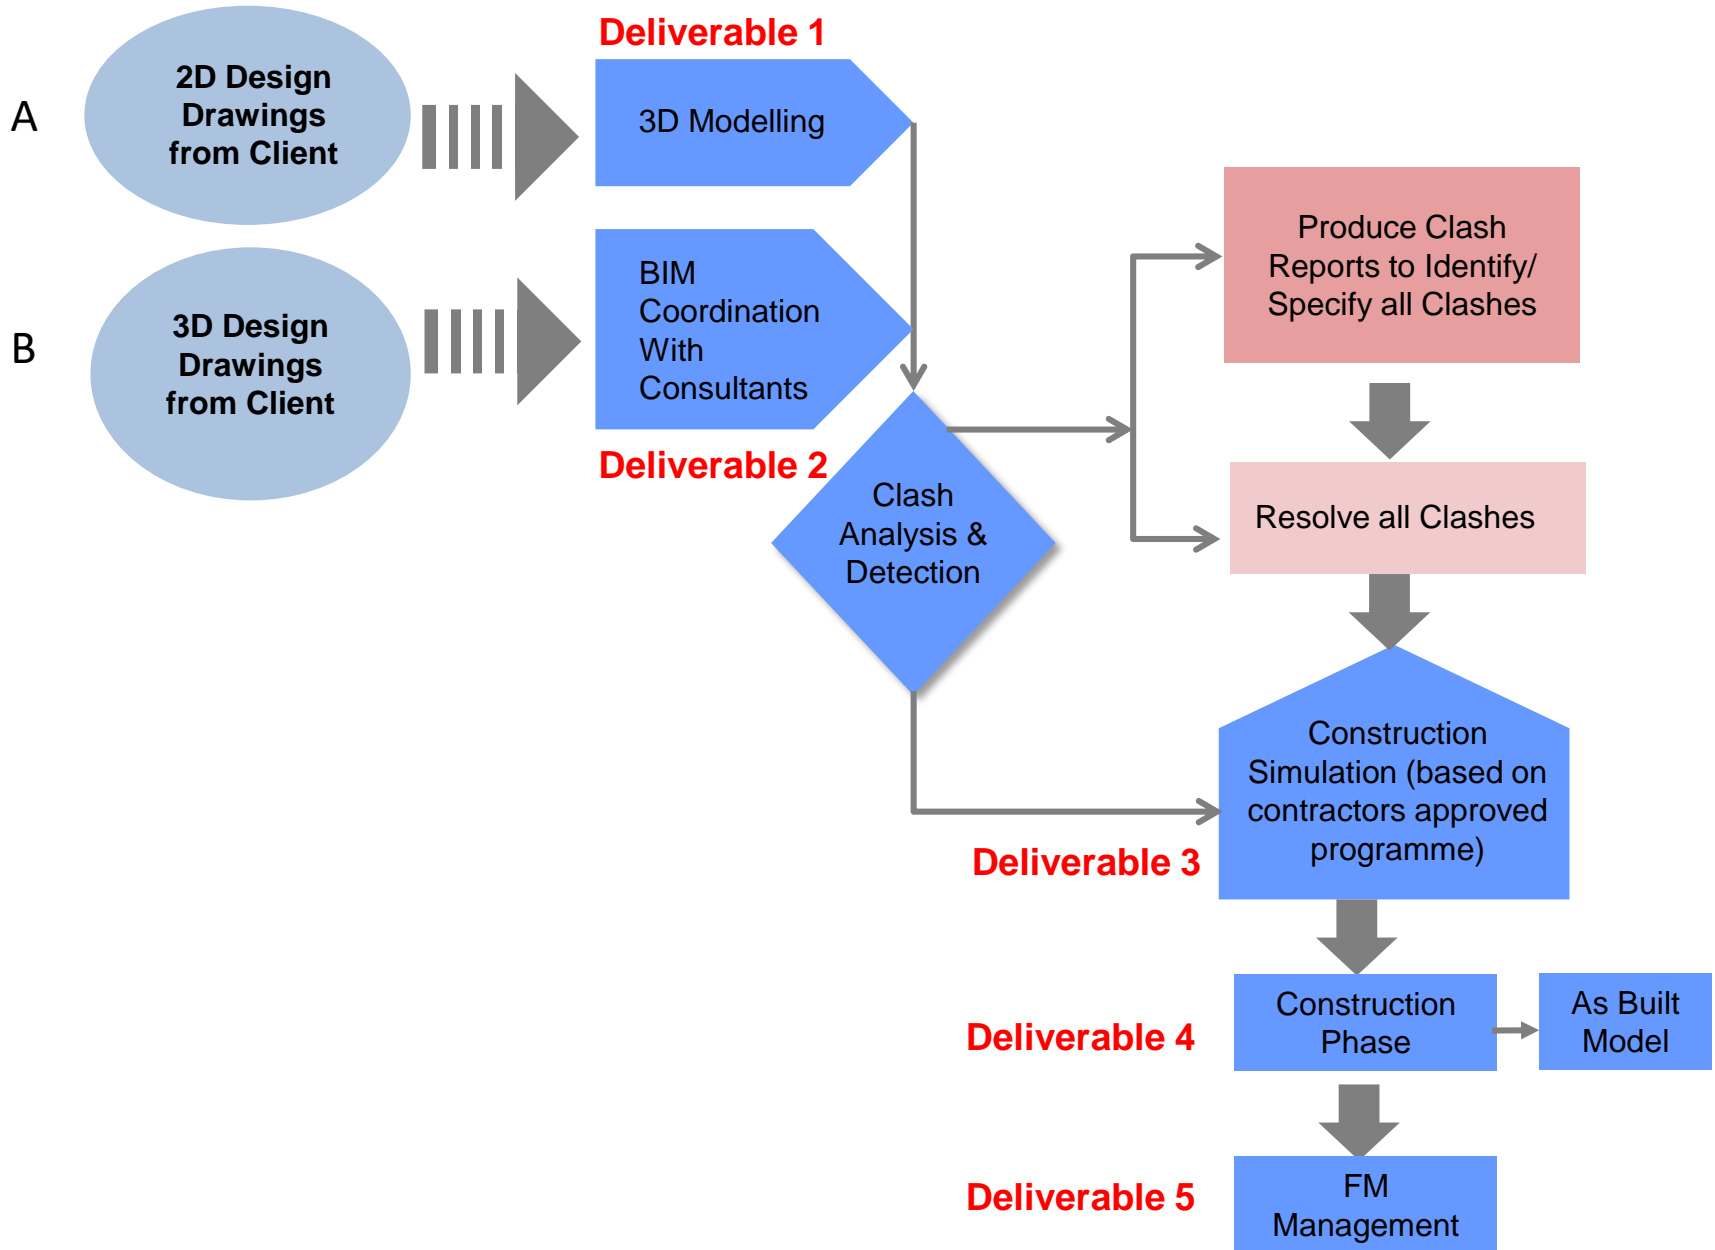 Deliverable 1
A
2D Design
Drawings
from Client
3D Modelling
B
3D Design
Drawings
from Client
BIM
Coordination
With
Consultants
Deliverable 2
Clash
Analysis &
Detection
Produce Clash
Reports to Identify/
Specify all Clashes
Resolve all Clashes
Construction
Simulation (based on
contractors approved
programme)
Deliverable 3
Deliverable 4
Construction
Phase
As Built
Model
Deliverable 5
FM
Management